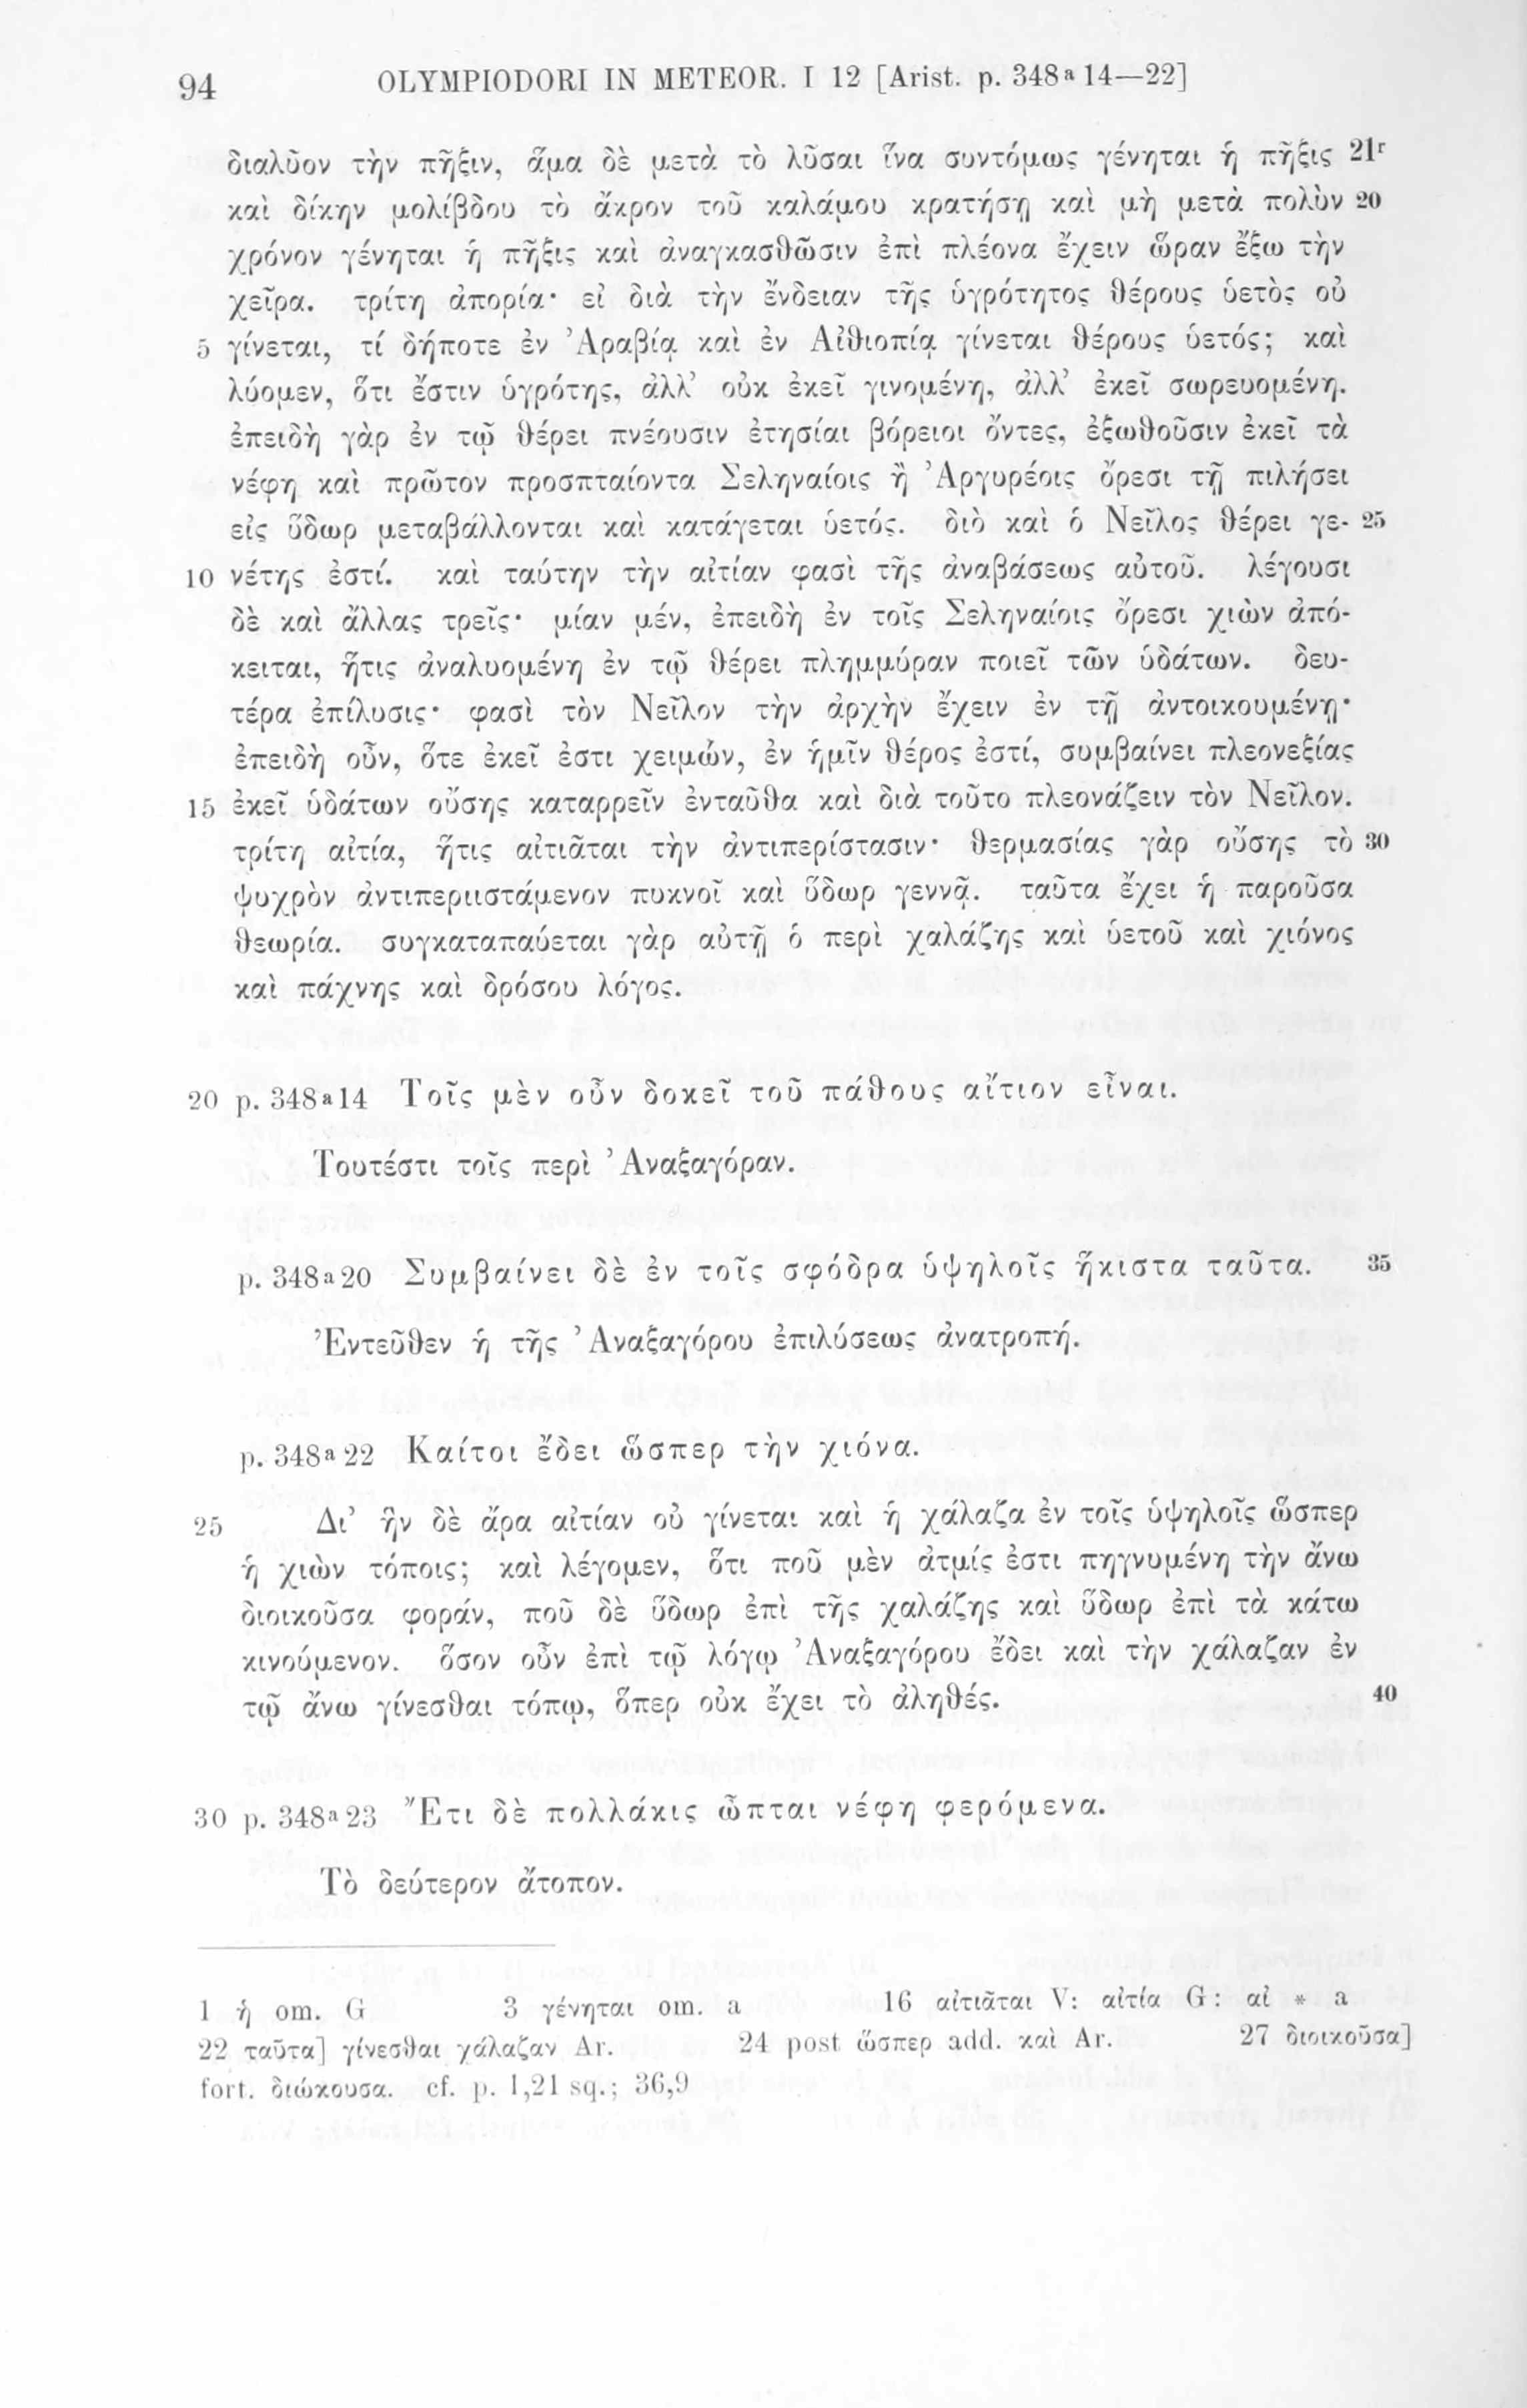 94 OLYMPIODORI IN METEOR. I 12 [Arist. p. 348ª 14—22]
διαλῦον τὴν πῆξιν, ἅμα δὲ μετὰ τὸ λῦσαι ἵνα συντόμως γένηται ἡ πῆξις 21ʳ
καὶ δίκην μολίβδου τὸ ἄκρον τοῦ καλάμου κρατήσῃ καὶ μὴ μετὰ πολὺν 20
χρόνον γένηται ἡ πῆξις καὶ ἀναγκασθῶσιν ἐπὶ πλέονα ἔχειν ὥραν ἔξω τὴν
χεῖρα. τρίτη ἀπορία· εἰ διὰ τὴν ἔνδειαν τῆς ὑγρότητος θέρους ὑετὸς οὐ
5 γίνεται, τί δήποτε ἐν Ἀραβίᾳ καὶ ἐν Αἰθιοπίᾳ γίνεται θέρους ὑετός; καὶ
λύομεν, ὅτι ἔστιν ὑγρότης, ἀλλ’ οὐκ ἐκεῖ γινομένη, ἀλλ’ ἐκεῖ σωρευομένη.
ἐπειδὴ γὰρ ἐν τῷ θέρει πνέουσιν ἐτησίαι βόρειοι ὄντες, ἐξωθοῦσιν ἐκεῖ τὰ
νέφη καὶ πρῶτον προσπταίοντα Σεληναίοις ἢ Ἀργυρέοις ὄρεσι τῇ πιλήσει
εἰς ὕδωρ μεταβάλλονται καὶ κατάγεται ὑετός. διὸ καὶ ὁ Νεῖλος θέρει γε- 25
10 νέτης ἐστί. καὶ ταύτην τὴν αἰτίαν φασὶ τῆς ἀναβάσεως αὐτοῦ. λέγουσι
δὲ καὶ ἄλλας τρεῖς· μίαν μέν, ἐπειδὴ ἐν τοῖς Σεληναίοις ὄρεσι χιὼν ἀπό-
κειται, ἥτις ἀναλυομένη ἐν τῷ θέρει πλημμύραν ποιεῖ τῶν ὑδάτων. δευ-
τέρα ἐπίλυσις· φασὶ τὸν Νεῖλον τὴν ἀρχὴν ἔχειν ἐν τῇ ἀντοικουμένῃ·
ἐπειδὴ οὖν, ὅτε ἐκεῖ ἐστι χειμών, ἐν ἡμῖν θέρος ἐστί, συμβαίνει πλεονεξίας
15 ἐκεῖ ὑδάτων οὔσης καταρρεῖν ἐνταῦθα καὶ διὰ τοῦτο πλεονάζειν τὸν Νεῖλον.
τρίτη αἰτία, ἥτις αἰτιᾶται τὴν ἀντιπερίστασιν· θερμασίας γὰρ οὔσης τὸ 30
ψυχρὸν ἀντιπεριιστάμενον πυκνοῖ καὶ ὕδωρ γεννᾷ. ταῦτα ἔχει ἡ παροῦσα
θεωρία. συγκαταπαύεται γὰρ αὐτῇ ὁ περὶ χαλάζης καὶ ὑετοῦ καὶ χιόνος
καὶ πάχνης καὶ δρόσου λόγος.
20 p. 348ª14 Τοῖς μὲν οὖν δοκεῖ τοῦ πάθους αἴτιον εἶναι.
Τουτέστι τοῖς περὶ Ἀναξαγόραν.
p. 348ª20 Συμβαίνει δὲ ἐν τοῖς σφόδρα ὑψηλοῖς ἥκιστα ταῦτα. 35
Ἐντεῦθεν ἡ τῆς Ἀναξαγόρου ἐπιλύσεως ἀνατροπή.
p. 348ª22 Καίτοι ἔδει ὥσπερ τὴν χιόνα.
25 Δι’ ἣν δὲ ἄρα αἰτίαν οὐ γίνεται καὶ ἡ χάλαζα ἐν τοῖς ὑψηλοῖς ὥσπερ
ἡ χιὼν τόποις; καὶ λέγομεν, ὅτι ποῦ μὲν ἀτμίς ἐστι πηγνυμένη τὴν ἄνω
διοικοῦσα φοράν, ποῦ δὲ ὕδωρ ἐπὶ τῆς χαλάζης καὶ ὕδωρ ἐπὶ τὰ κάτω
κινούμενον. ὅσον οὖν ἐπὶ τῷ λόγῳ Ἀναξαγόρου ἔδει καὶ τὴν χάλαζαν ἐν
τῷ ἄνω γίνεσθαι τόπῳ, ὅπερ οὐκ ἔχει τὸ ἀληθές. 40
30 p. 348ª23 Ἔτι δὲ πολλάκις ὦπται νέφη φερόμενα.
Τὸ δεύτερον ἄτοπον.
1 ἡ om. G 3 γένηται om. a 16 αἰτιᾶται V: αἰτία G: αἰ * a
22 ταῦτα] γίνεσθαι χάλαζαν Ar. 24 post ὥσπερ add. καὶ Ar. 27 διοικοῦσα]
fort. διώκουσα. cf. p. 1,21 sq.; 36,9